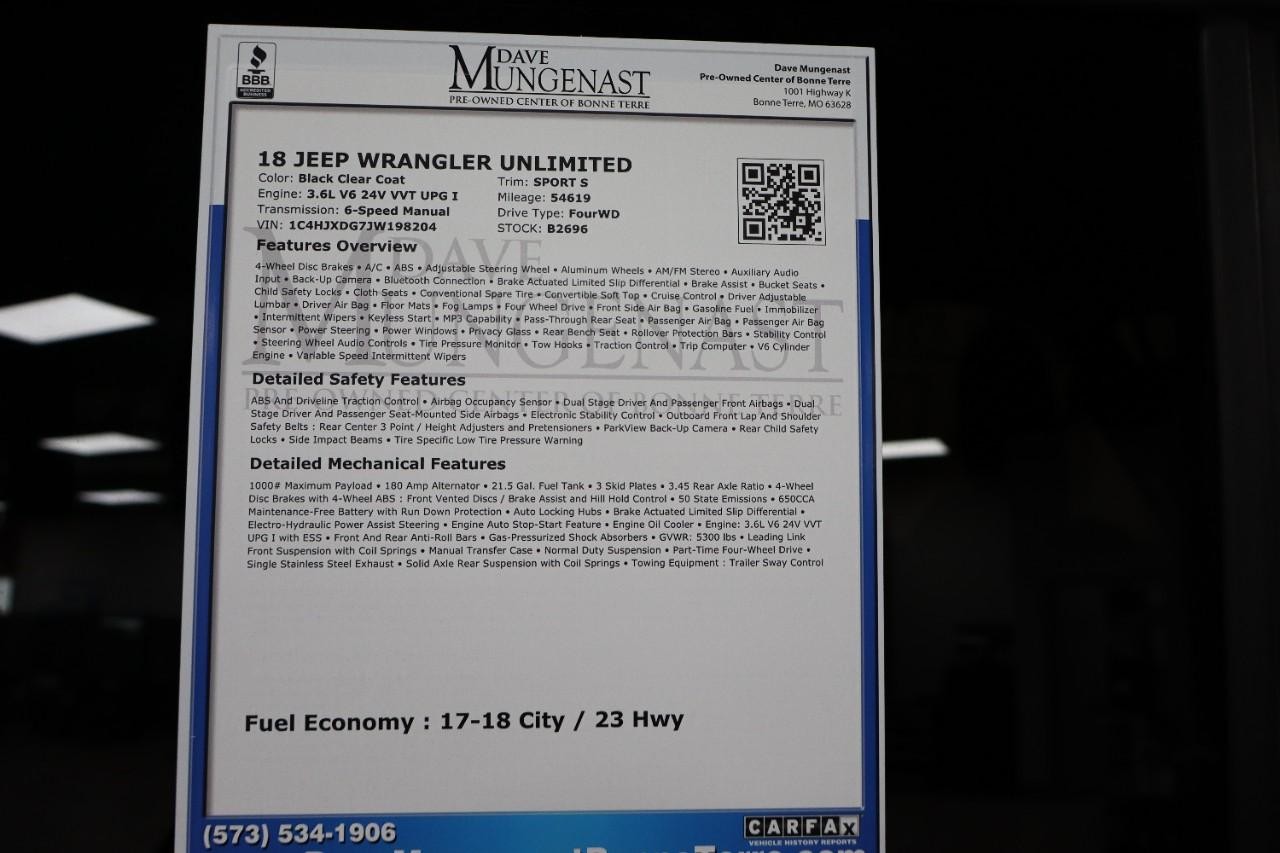 BBB
ACCREDITED
BUSINESS
DAVE
MUNGENAST
PRE-OWNED CENTER OF BONNE TERRE
Dave Mungenast
Pre-Owned Center of Bonne Terre
1001 Highway K
Bonne Terre, MO 63628
18 JEEP WRANGLER UNLIMITED
Color: Black Clear Coat
Engine: 3.6L V6 24V VVT UPG I
Transmission: 6-Speed Manual
VIN: 1C4HJXDG7JW198204
Trim: SPORT S
Mileage: 54619
Drive Type: FourWD
STOCK: B2696
Features Overview
4-Wheel Disc Brakes • A/C • ABS • Adjustable Steering Wheel • Aluminum Wheels • AM/FM Stereo • Auxiliary Audio
Input • Back-Up Camera • Bluetooth Connection • Brake Actuated Limited Slip Differential • Brake Assist • Bucket Seats •
Child Safety Locks • Cloth Seats • Conventional Spare Tire • Convertible Soft Top • Cruise Control • Driver Adjustable
Lumbar • Driver Air Bag • Floor Mats • Fog Lamps • Four Wheel Drive • Front Side Air Bag • Gasoline Fuel • Immobilizer
• Intermittent Wipers • Keyless Start • MP3 Capability • Pass-Through Rear Seat • Passenger Air Bag • Passenger Air Bag
Sensor • Power Steering • Power Windows • Privacy Glass • Rear Bench Seat • Rollover Protection Bars • Stability Control
• Steering Wheel Audio Controls • Tire Pressure Monitor • Tow Hooks • Traction Control • Trip Computer • V6 Cylinder
Engine • Variable Speed Intermittent Wipers
DAVE
MUNGENAST
PRE-OWNED CENTER OF BONNE TERRE
Detailed Safety Features
ABS And Driveline Traction Control • Airbag Occupancy Sensor • Dual Stage Driver And Passenger Front Airbags • Dual
Stage Driver And Passenger Seat-Mounted Side Airbags • Electronic Stability Control • Outboard Front Lap And Shoulder
Safety Belts : Rear Center 3 Point / Height Adjusters and Pretensioners • ParkView Back-Up Camera • Rear Child Safety
Locks • Side Impact Beams • Tire Specific Low Tire Pressure Warning
Detailed Mechanical Features
1000# Maximum Payload • 180 Amp Alternator • 21.5 Gal. Fuel Tank • 3 Skid Plates • 3.45 Rear Axle Ratio • 4-Wheel
Disc Brakes with 4-Wheel ABS : Front Vented Discs / Brake Assist and Hill Hold Control • 50 State Emissions • 650CCA
Maintenance-Free Battery with Run Down Protection • Auto Locking Hubs • Brake Actuated Limited Slip Differential •
Electro-Hydraulic Power Assist Steering • Engine Auto Stop-Start Feature • Engine Oil Cooler • Engine: 3.6L V6 24V VVT
UPG I with ESS • Front And Rear Anti-Roll Bars • Gas-Pressurized Shock Absorbers • GVWR: 5300 lbs • Leading Link
Front Suspension with Coil Springs • Manual Transfer Case • Normal Duty Suspension • Part-Time Four-Wheel Drive •
Single Stainless Steel Exhaust • Solid Axle Rear Suspension with Coil Springs • Towing Equipment : Trailer Sway Control
Fuel Economy : 17-18 City / 23 Hwy
(573) 534-1906
CARFAX
VEHICLE HISTORY REPORTS